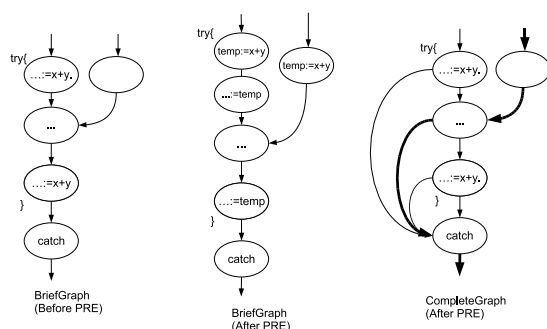 try{
...:=x+y.
...
...:=x+y
}
catch
BriefGraph
(Before PRE)
temp:=x+y
try{
temp:=x+y
...:=temp
...
...:=temp
}
catch
BriefGraph
(After PRE)
try{
...:=x+y.
...
...:=x+y.
}
catch
CompleteGraph
(After PRE)